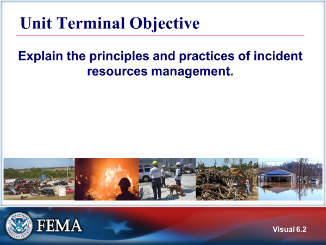 Unit Terminal Objective
Explain the principles and practices of incident
resources management.
FEMA
Visual 6.2